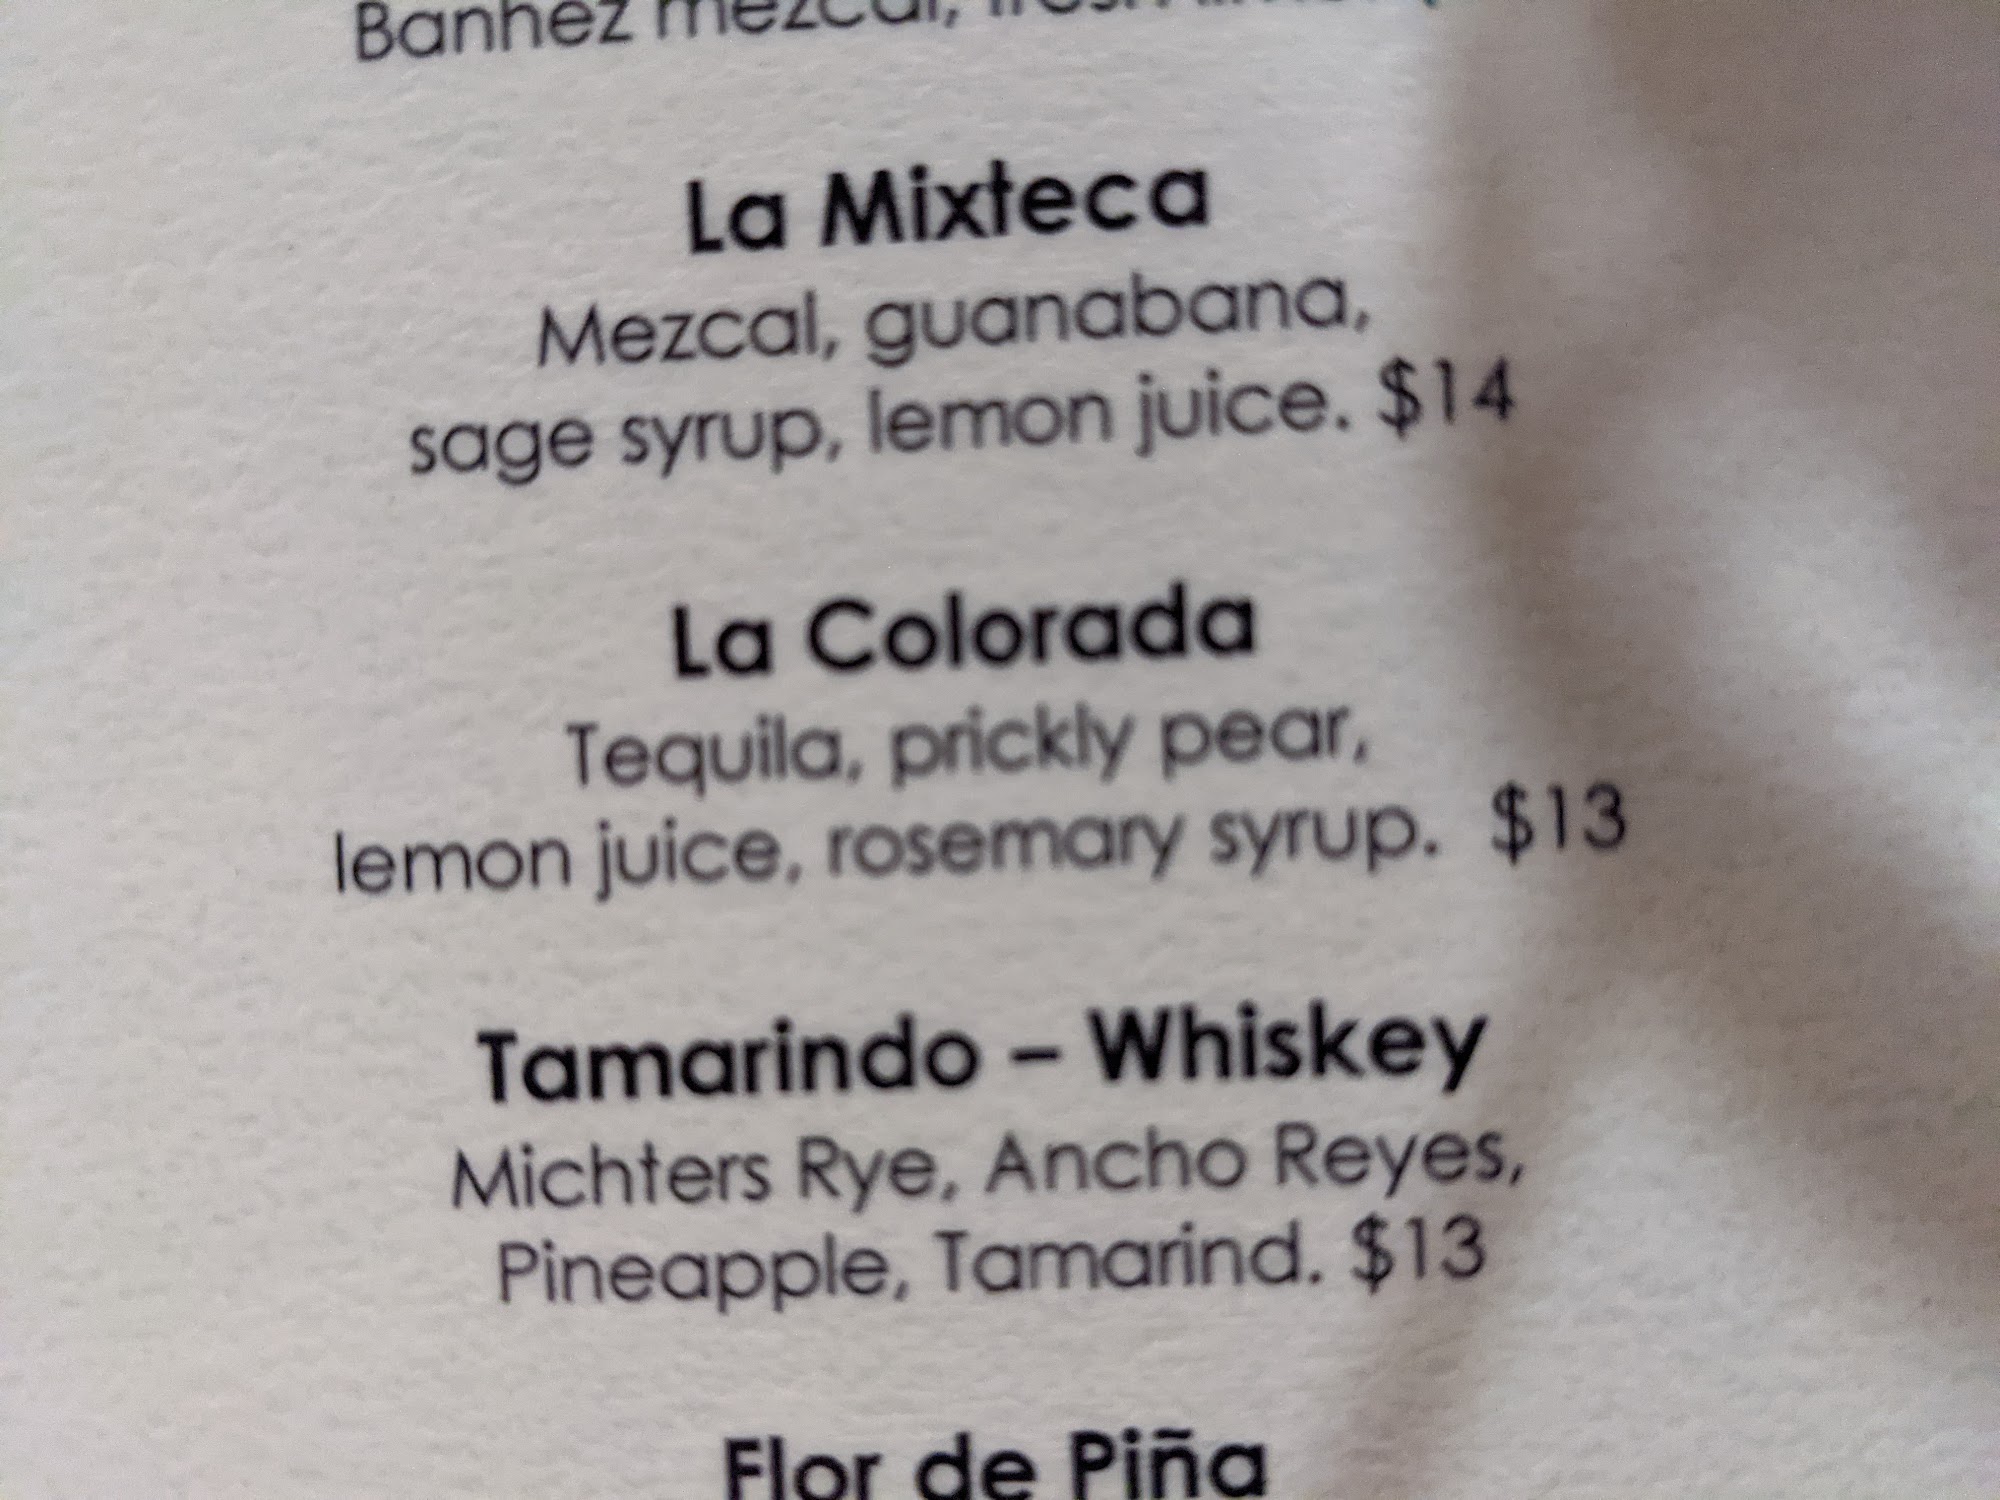 Banhez mezcal,
La Mixteca
Mezcal, guanabana,
sage syrup, lemon juice. $14
La Colorada
Tequila, prickly pear,
lemon juice, rosemary syrup. $13
Tamarindo – Whiskey
Michters Rye, Ancho Reyes,
Pineapple, Tamarind. $13
Flor de Piña